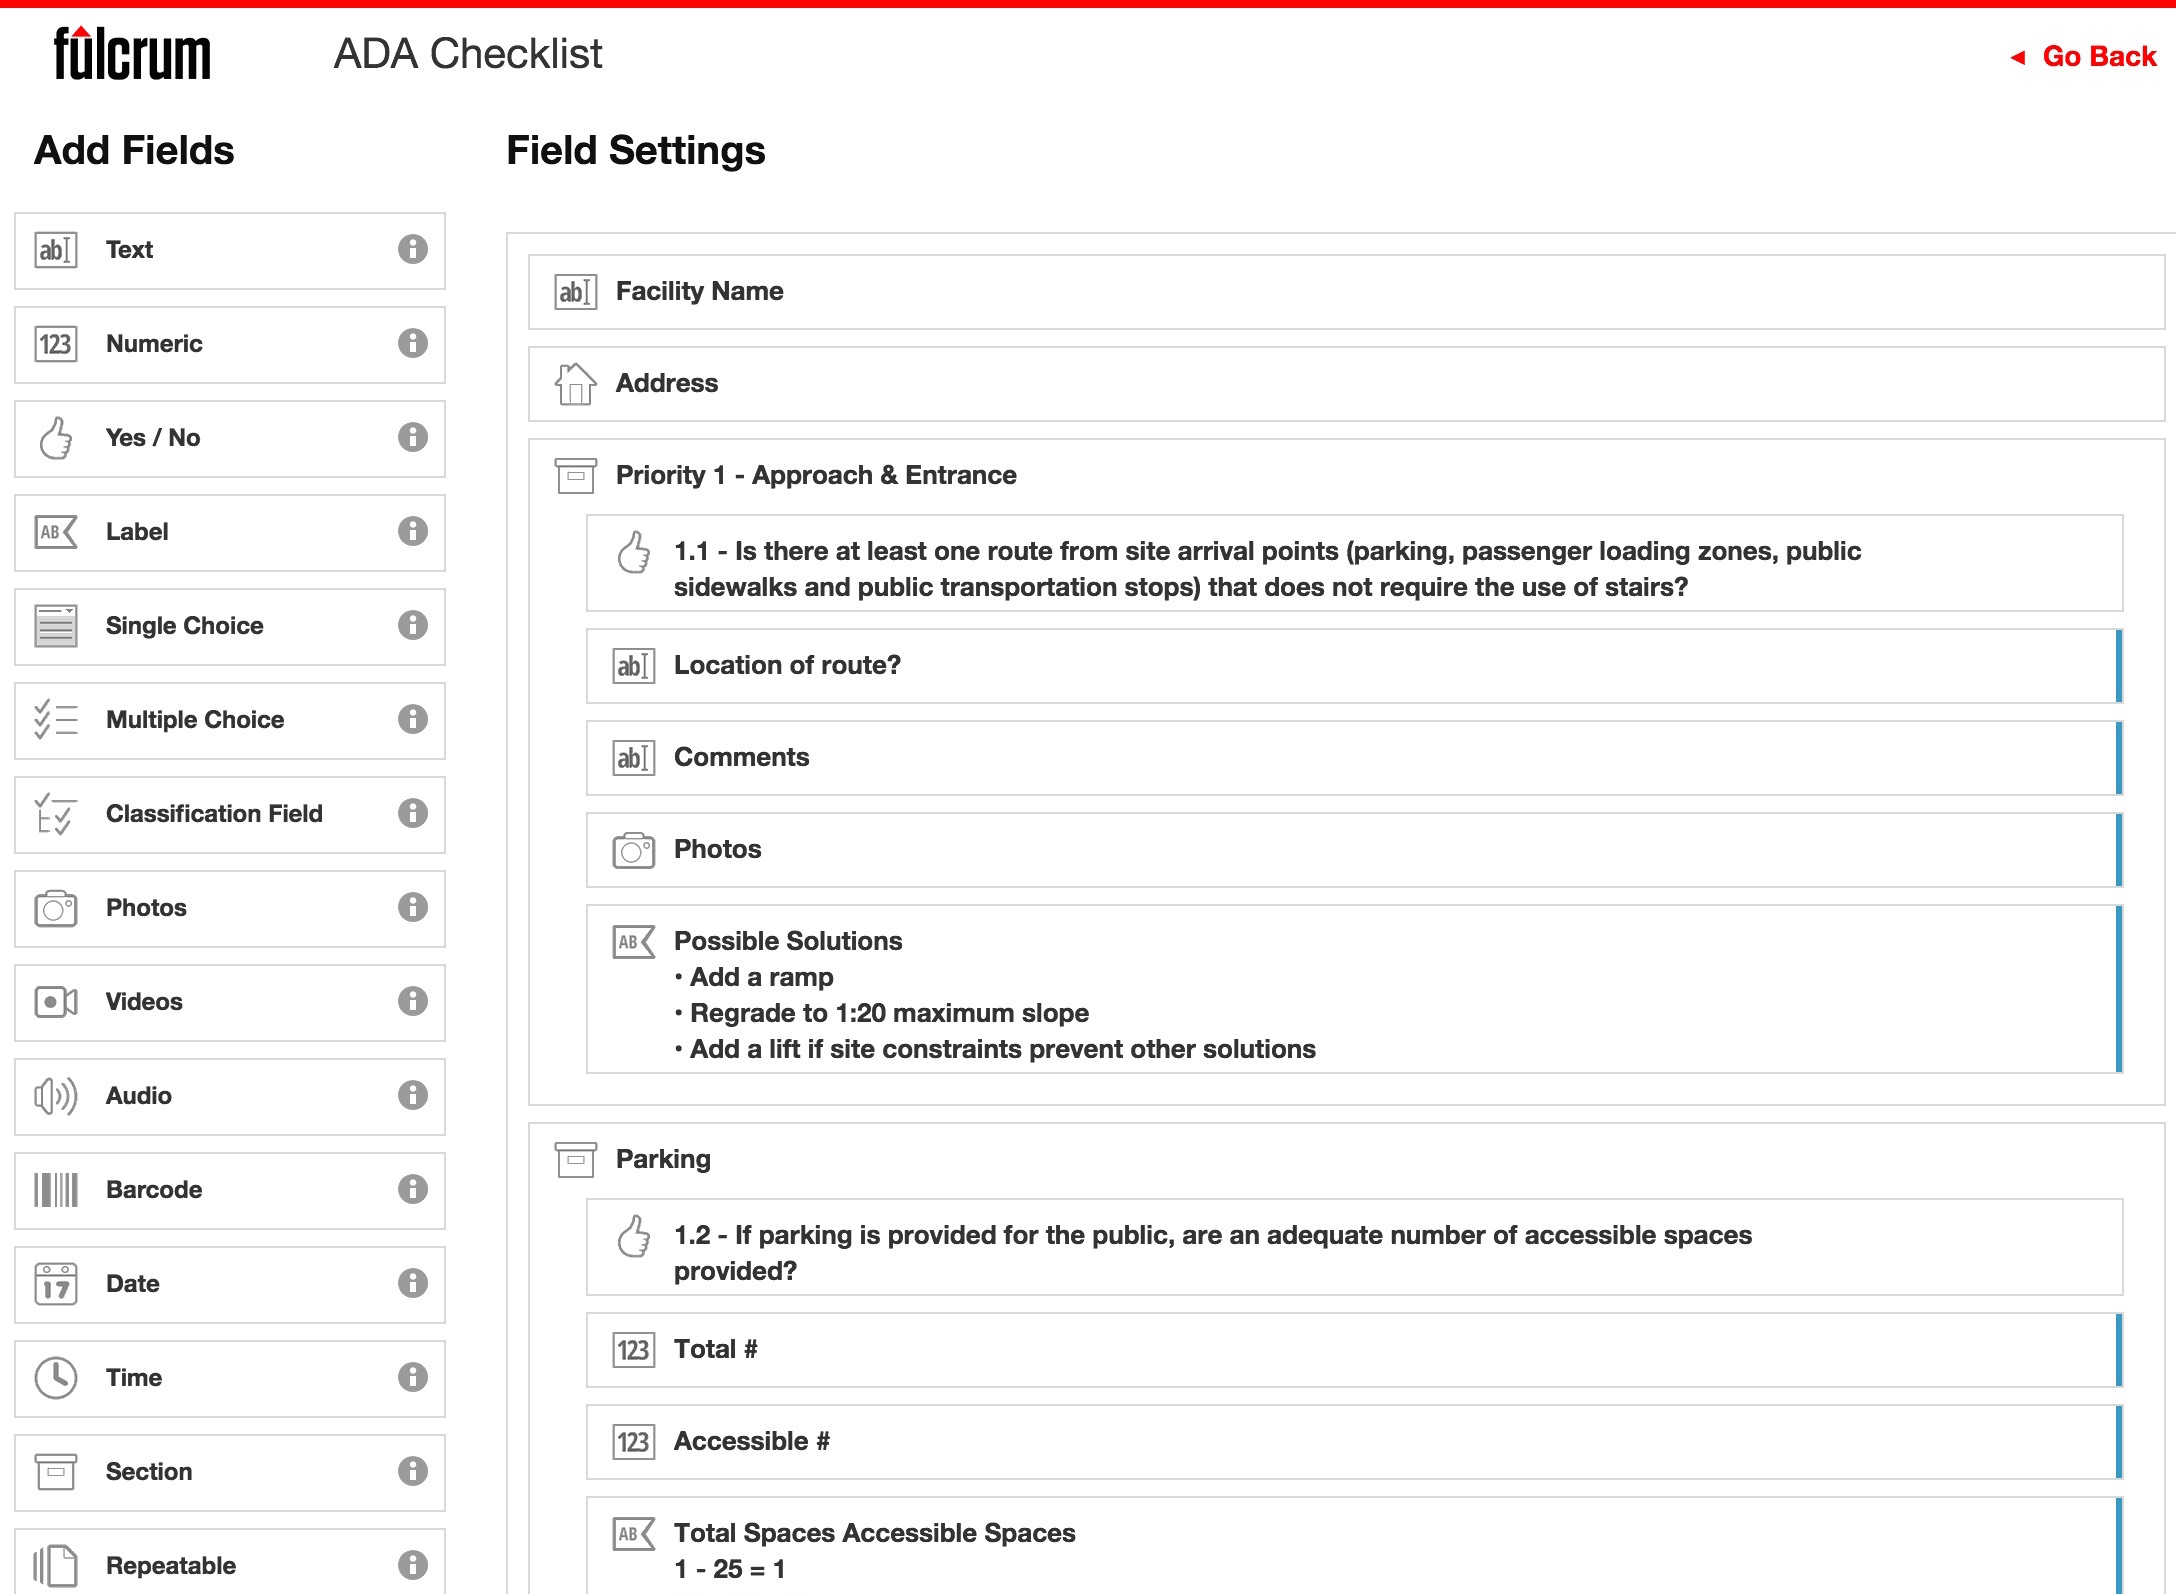 fulcrum
ADA Checklist
◄ Go Back
Add Fields
Text
Numeric
Yes / No
Label
Single Choice
Multiple Choice
Classification Field
Photos
Videos
Audio
Barcode
Date
Time
Section
Repeatable
Field Settings
Facility Name
Address
Priority 1 - Approach & Entrance
1.1 - Is there at least one route from site arrival points (parking, passenger loading zones, public
sidewalks and public transportation stops) that does not require the use of stairs?
Location of route?
Comments
Photos
Possible Solutions
• Add a ramp
• Regrade to 1:20 maximum slope
• Add a lift if site constraints prevent other solutions
Parking
1.2 - If parking is provided for the public, are an adequate number of accessible spaces
provided?
Total #
Accessible #
Total Spaces Accessible Spaces
1 - 25 = 1